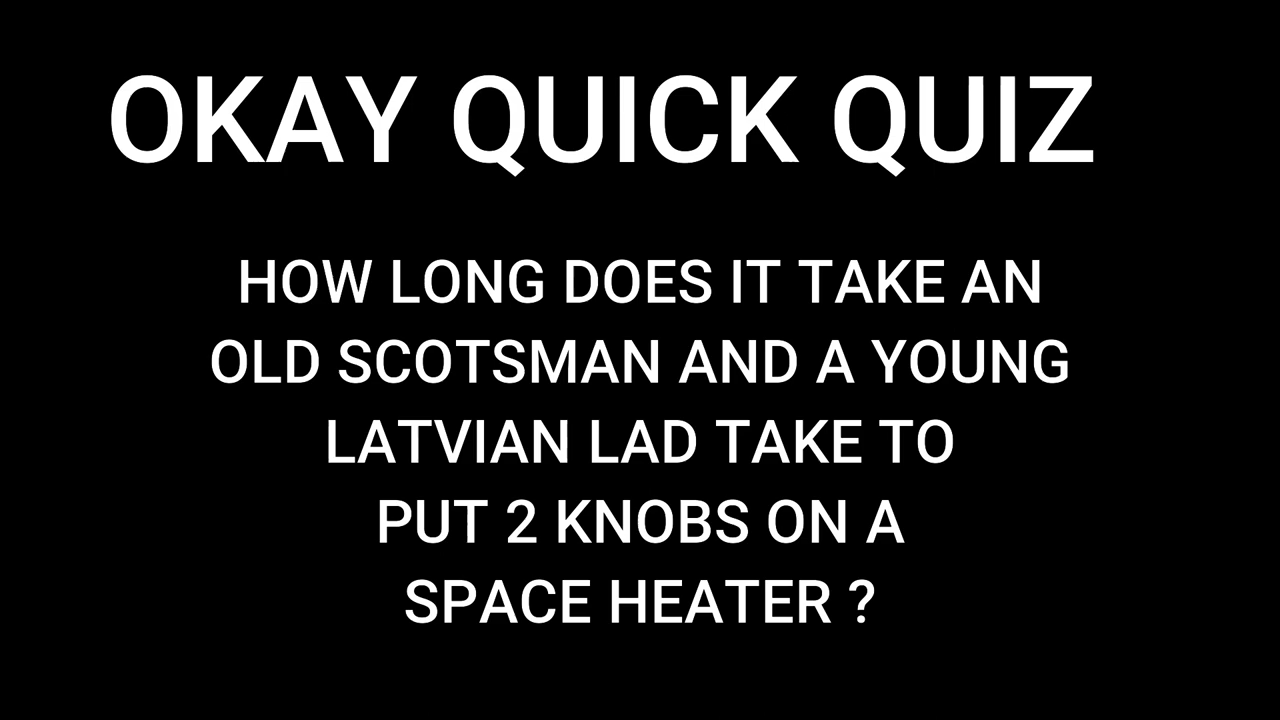 OKAY QUICK QUIZ
HOW LONG DOES IT TAKE AN
OLD SCOTSMAN AND A YOUNG
LATVIAN LAD TAKE TO
PUT 2 KNOBS ON A
SPACE HEATER ?